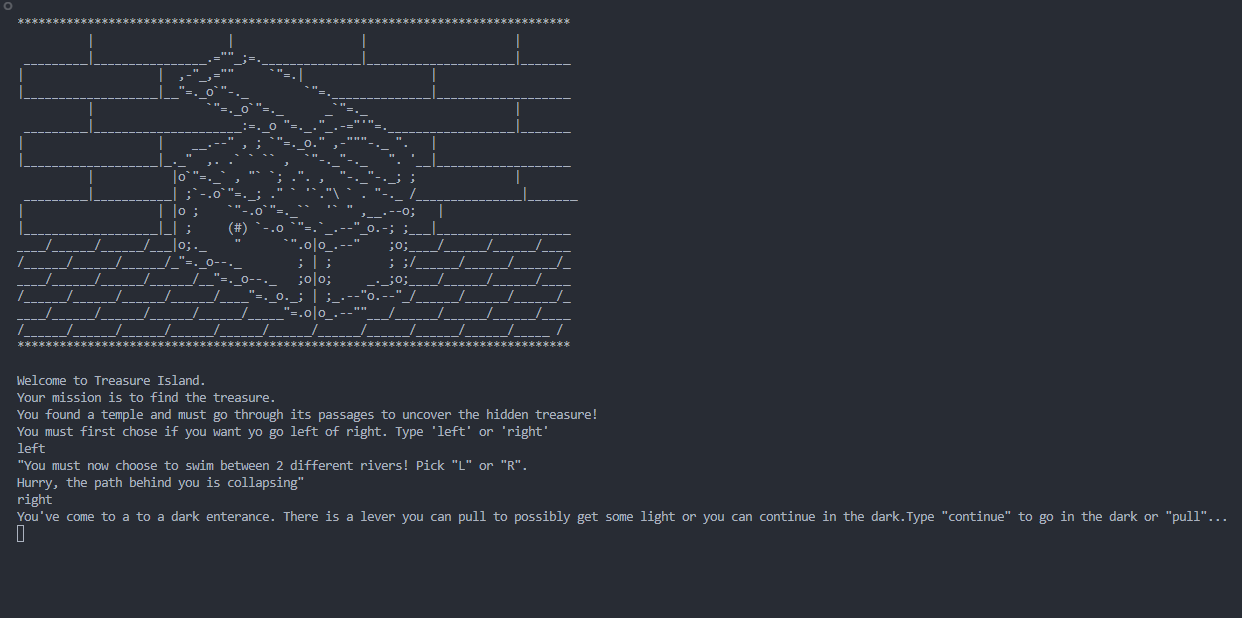 Welcome to Treasure Island.
Your mission is to find the treasure.
You found a temple and must go through its passages to uncover the hidden treasure!
You must first chose if you want yo go left of right. Type 'left' or 'right'
left
"You must now choose to swim between 2 different rivers! Pick "L" or "R".
Hurry, the path behind you is collapsing"
right
You've come to a to a dark enterance. There is a lever you can pull to possibly get some light or you can continue in the dark.Type "continue" to go in the dark or "pull"...